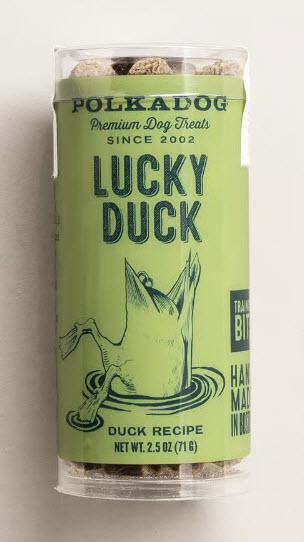 POLKADOG
Premium Dog Treats
SINCE 2002
LUCKY
DUCK
DUCK RECIPE
NET WT. 2.5 OZ (71 G)